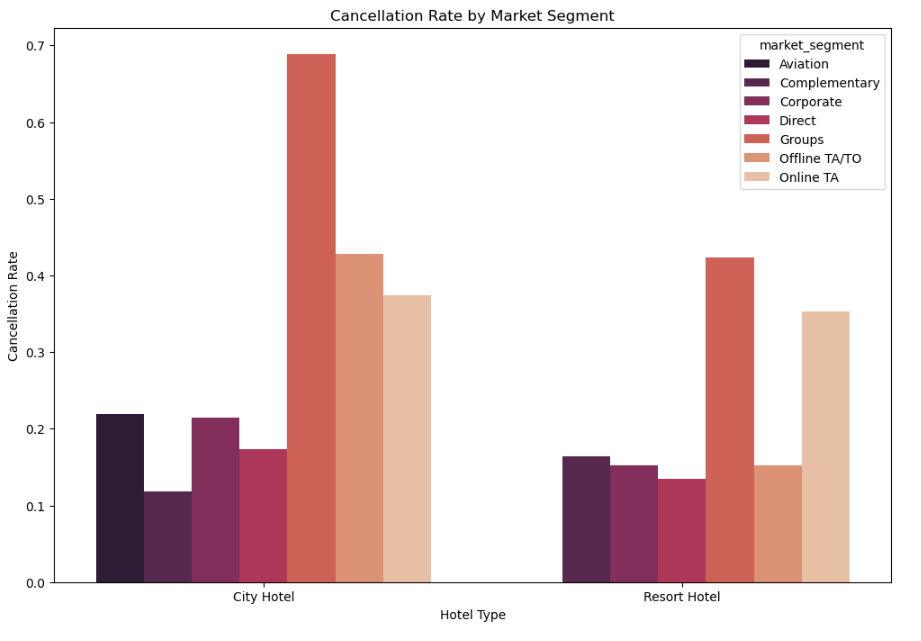 Cancellation Rate by Market Segment
market_segment
Aviation
Complementary
Corporate
Direct
Groups
Offline TA/TO
Online TA
Cancellation Rate
0.7
0.6
0.5
0.4
0.3
0.2
0.1
0.0
City Hotel
Resort Hotel
Hotel Type